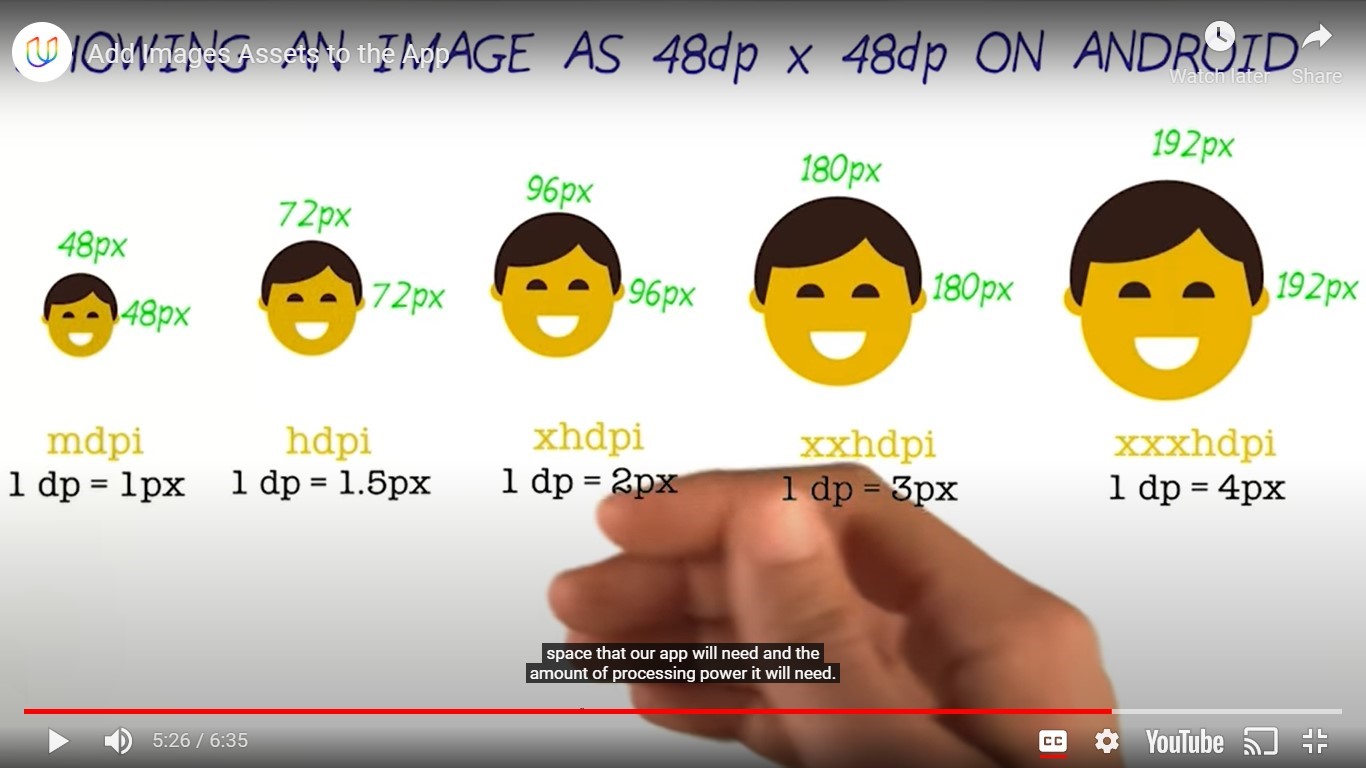 SHOWING AN IMAGE AS 48dp x 48dp ON ANDROID
Add Images Assets to the App
Watch later
Share
48px
48px
72px
72px
96px
96px
180px
180px
192px
192px
mdpi
1 dp = 1px
hdpi
1 dp = 1.5px
xhdpi
1 dp = 2px
xxhdpi
1 dp = 3px
xxxhdpi
1 dp = 4px
space that our app will need and the
amount of processing power it will need.
5:26 / 6:35
CC
YouTube